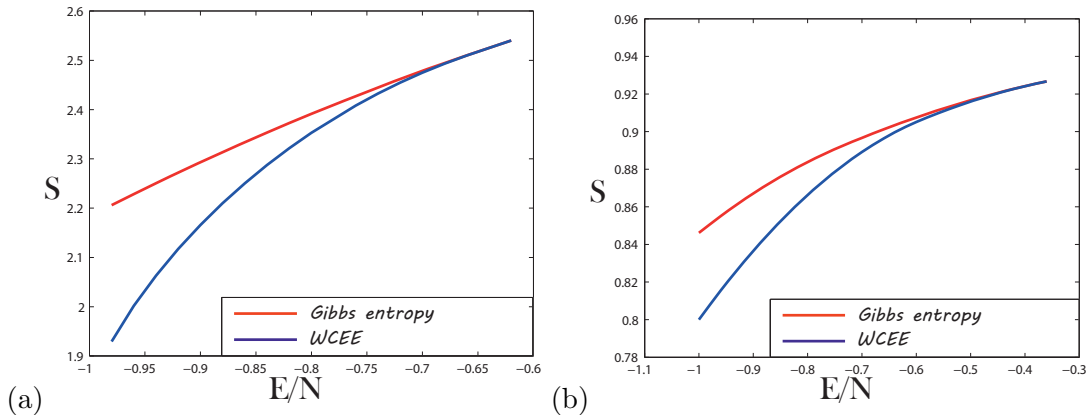 2.6
2.5
2.4
2.3
2.2
2.1
2
1.9
S
−1 −0.95 −0.9 −0.85 −0.8 −0.75 −0.7 −0.65 −0.6
E/N
Gibbs entropy
WCEE
(a)
0.96
0.94
0.92
0.9
0.88
0.86
0.84
0.82
0.8
0.78
S
−1.1 −1 −0.9 −0.8 −0.7 −0.6 −0.5 −0.4 −0.3
E/N
Gibbs entropy
WCEE
(b)